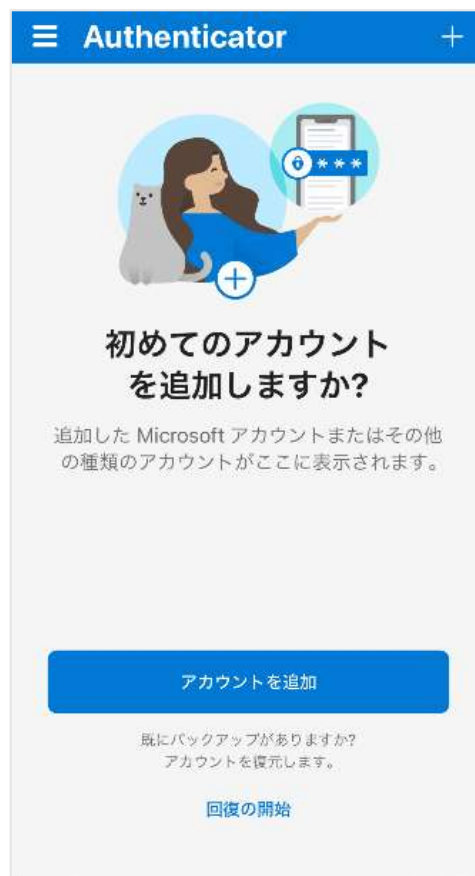 Authenticator
***
初めてのアカウント
を追加しますか?
追加した Microsoft アカウントまたはその他
の種類のアカウントがここに表示されます。
アカウントを追加
既にバックアップがありますか?
アカウントを復元します。
回復の開始